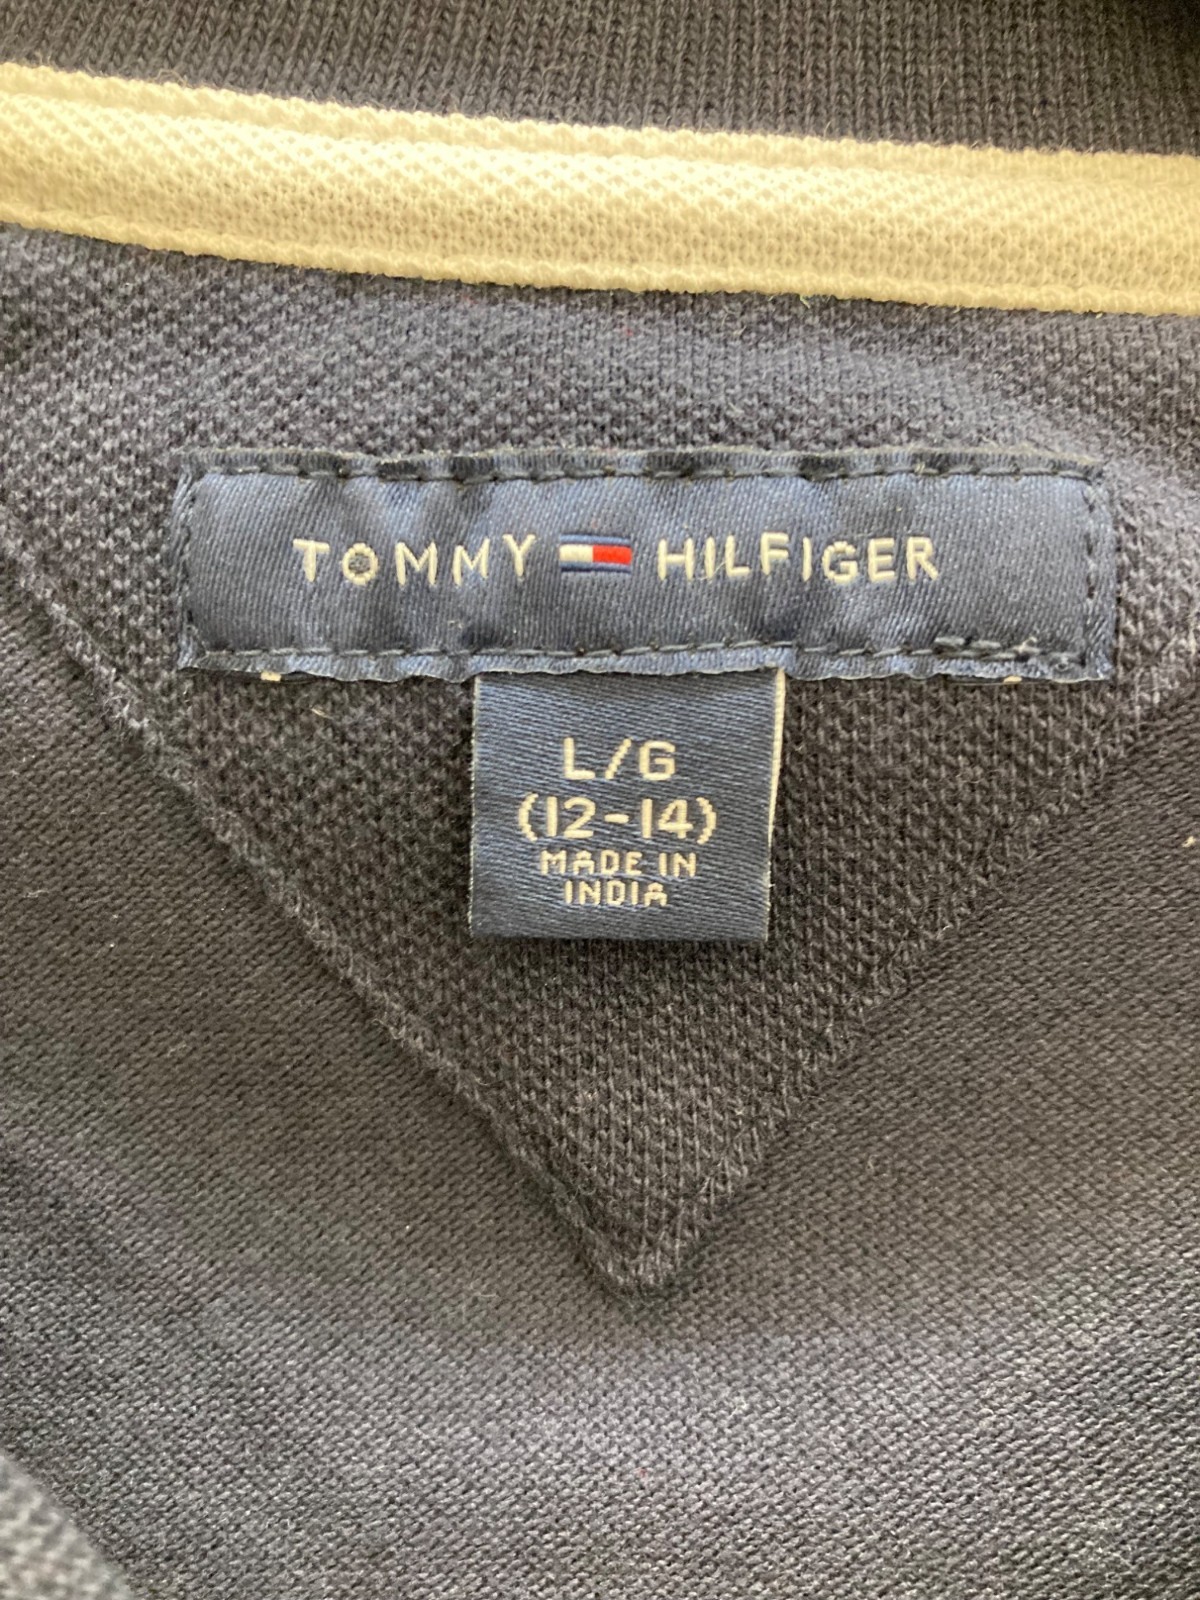 TOMMY HILFIGER
L/G
(12-14)
MADE IN
INDIA